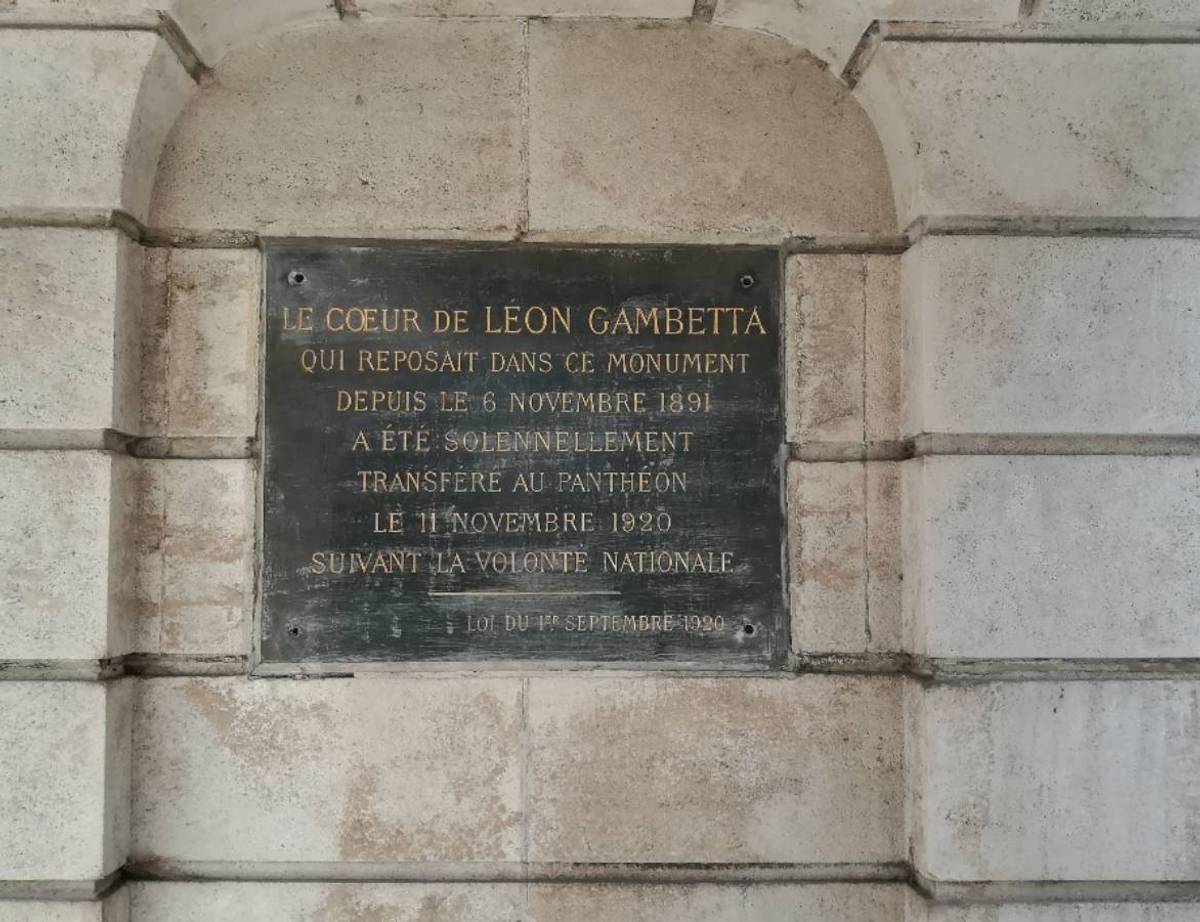 LE COEUR DE LÉON GAMBETTA
QUI REPOSAIT DANS CE MONUMENT
DEPUIS LE 6 NOVEMBRE 1891
A ÉTÉ SOLENNELLEMENT
TRANSFÉRÉ AU PANTHÉON
LE 11 NOVEMBRE 1920
SUIVANT LA VOLONTÉ NATIONALE
LOI DU 1ER SEPTEMBRE 1920